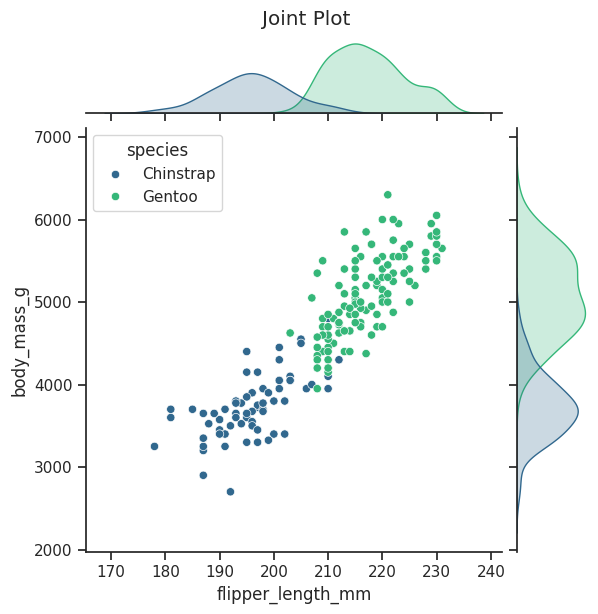 Joint Plot
7000
6000
5000
4000
3000
2000
body_mass_g
species
Chinstrap
Gentoo
170 180 190 200 210 220 230 240
flipper_length_mm